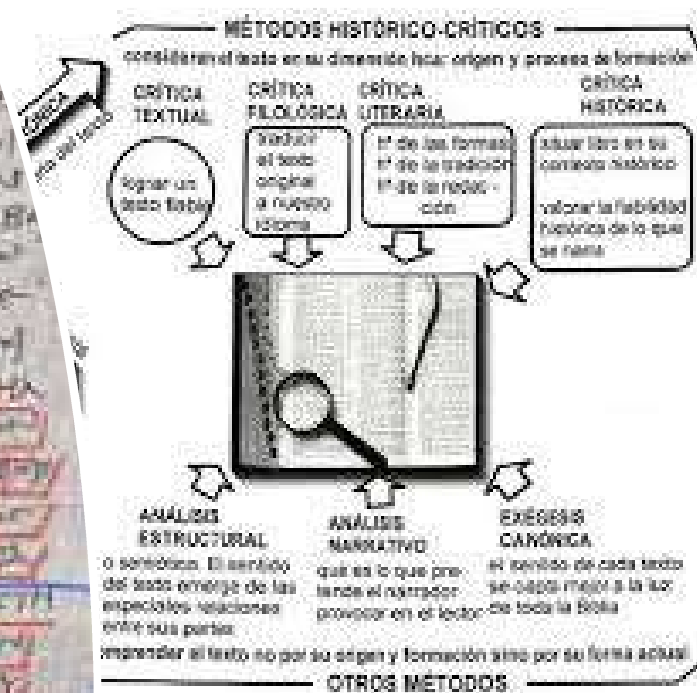 MÉTODOS HISTÓRICO-CRÍTICOS
consideran el texto en su dimensión hca: origen y proceso de formación
CRÍTICA
TEXTUAL
lograr un
texto fiable
CRÍTICA
FILOLÓGICA
traducir
el texto
original
a nuestro
idioma
CRÍTICA
LITERARIA
Hª de las formas
Hª de la tradición
Hª de la redac-
ción
CRÍTICA
HISTÓRICA
situar libro en su
contexto histórico
valorar la fiabilidad
histórica de lo que
se narra
ANÁLISIS
ESTRUCTURAL
o semiótico. El sentido
del texto emerge de las
especiales relaciones
entre sus partes
ANÁLISIS
NARRATIVO
qué es lo que pre-
tende el narrador
provocar en el lector
EXÉGESIS
CANÓNICA
el sentido de cada texto
se capta mejor a la luz
de toda la Biblia
el texto no por su origen y formación sino por su forma actual
OTROS MÉTODOS